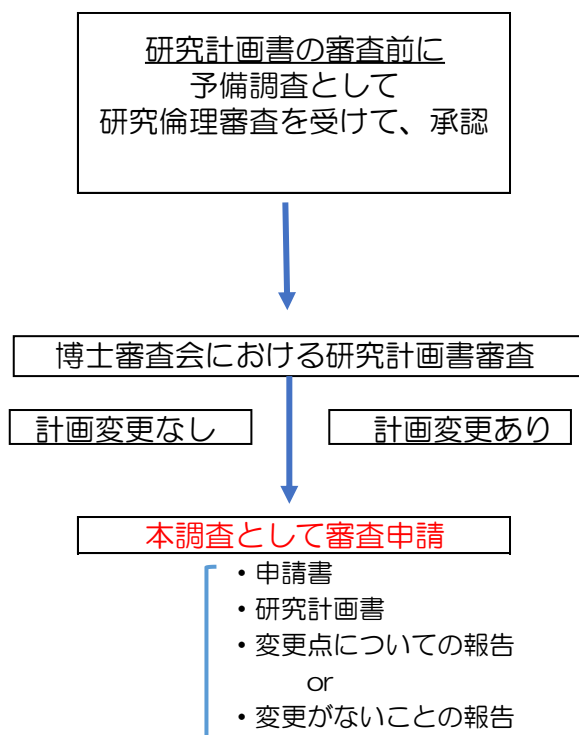 研究計画書の審査前に
予備調査として
研究倫理審査を受けて、承認
博士審査会における研究計画書審査
計画変更なし
計画変更あり
本調査として審査申請
・申請書
・研究計画書
・変更点についての報告
or
・変更がないことの報告